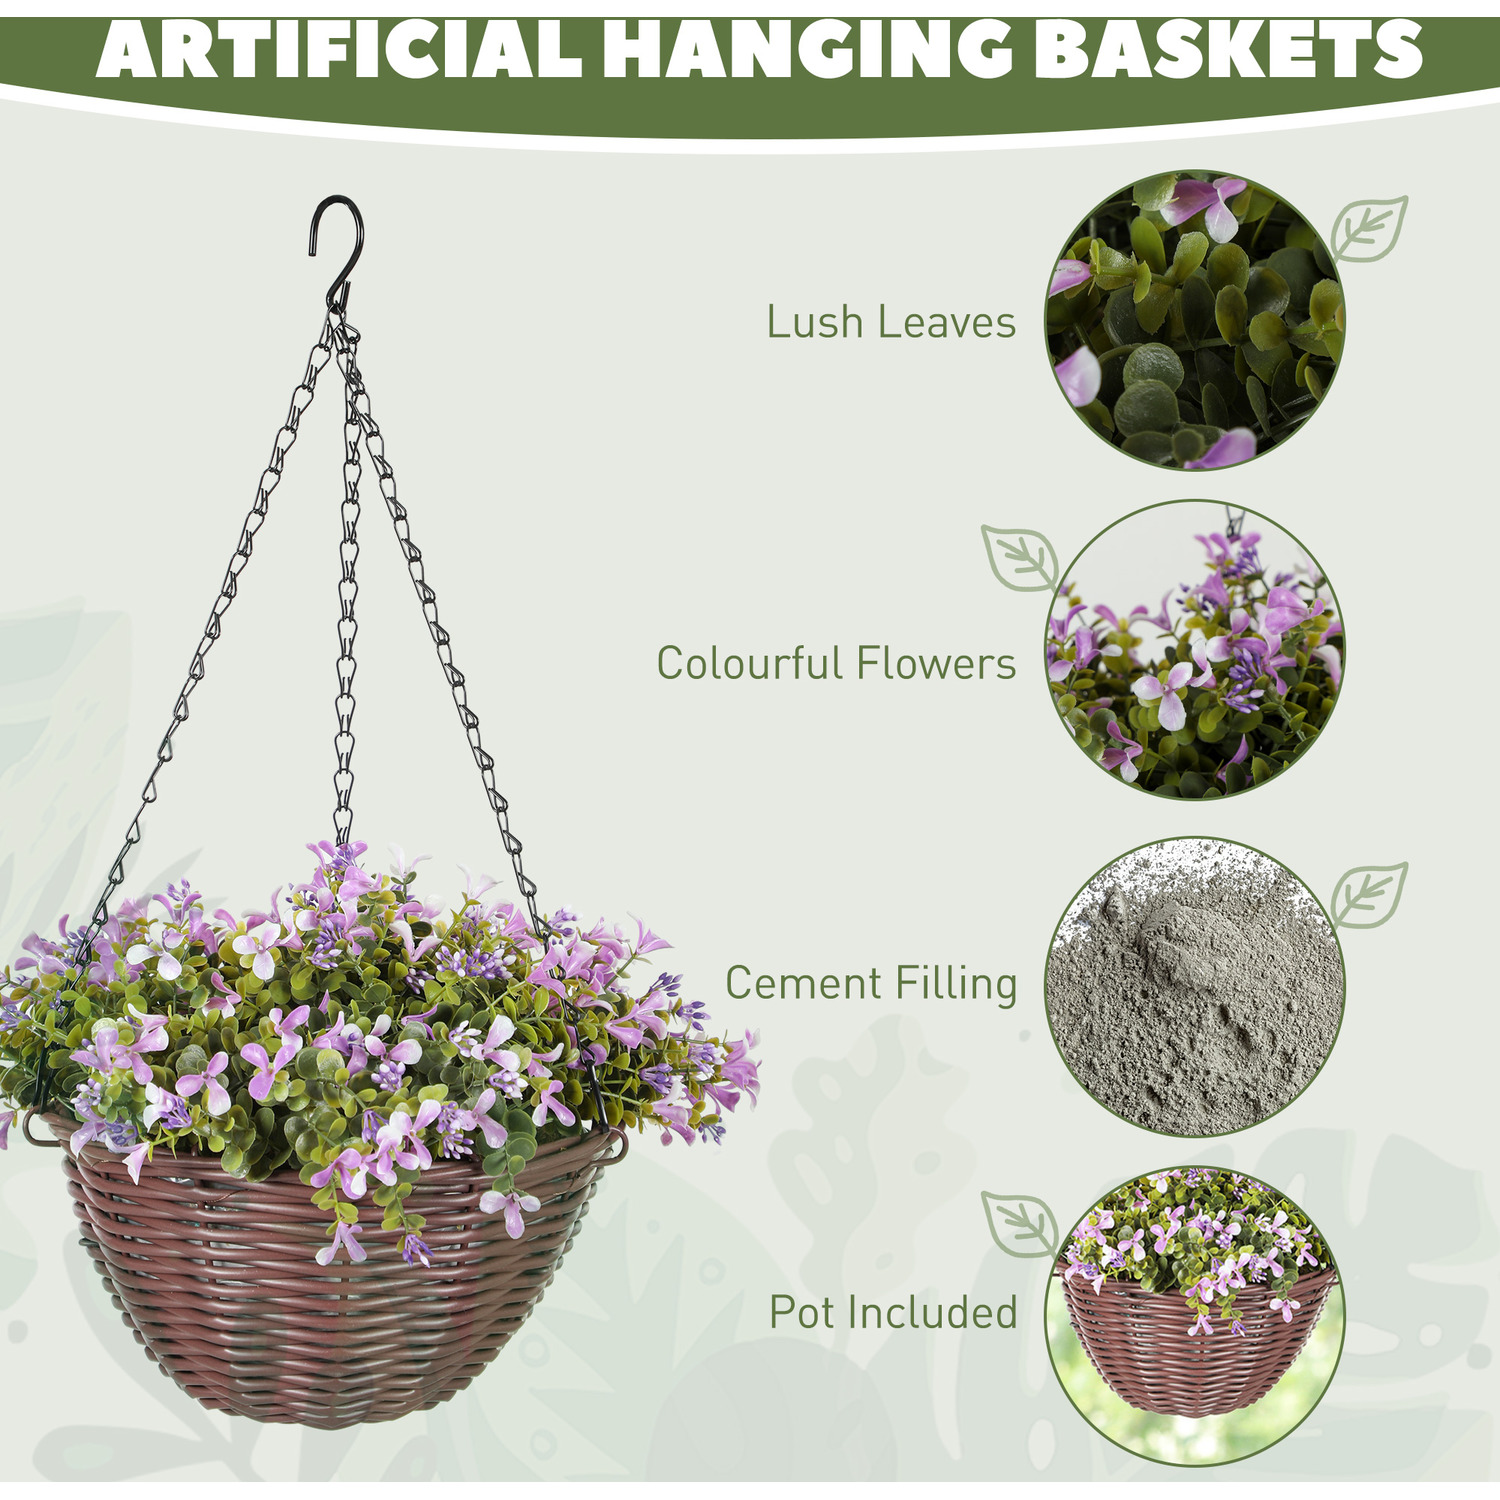 ARTIFICIAL HANGING BASKETS
Lush Leaves
Colourful Flowers
Cement Filling
Pot Included